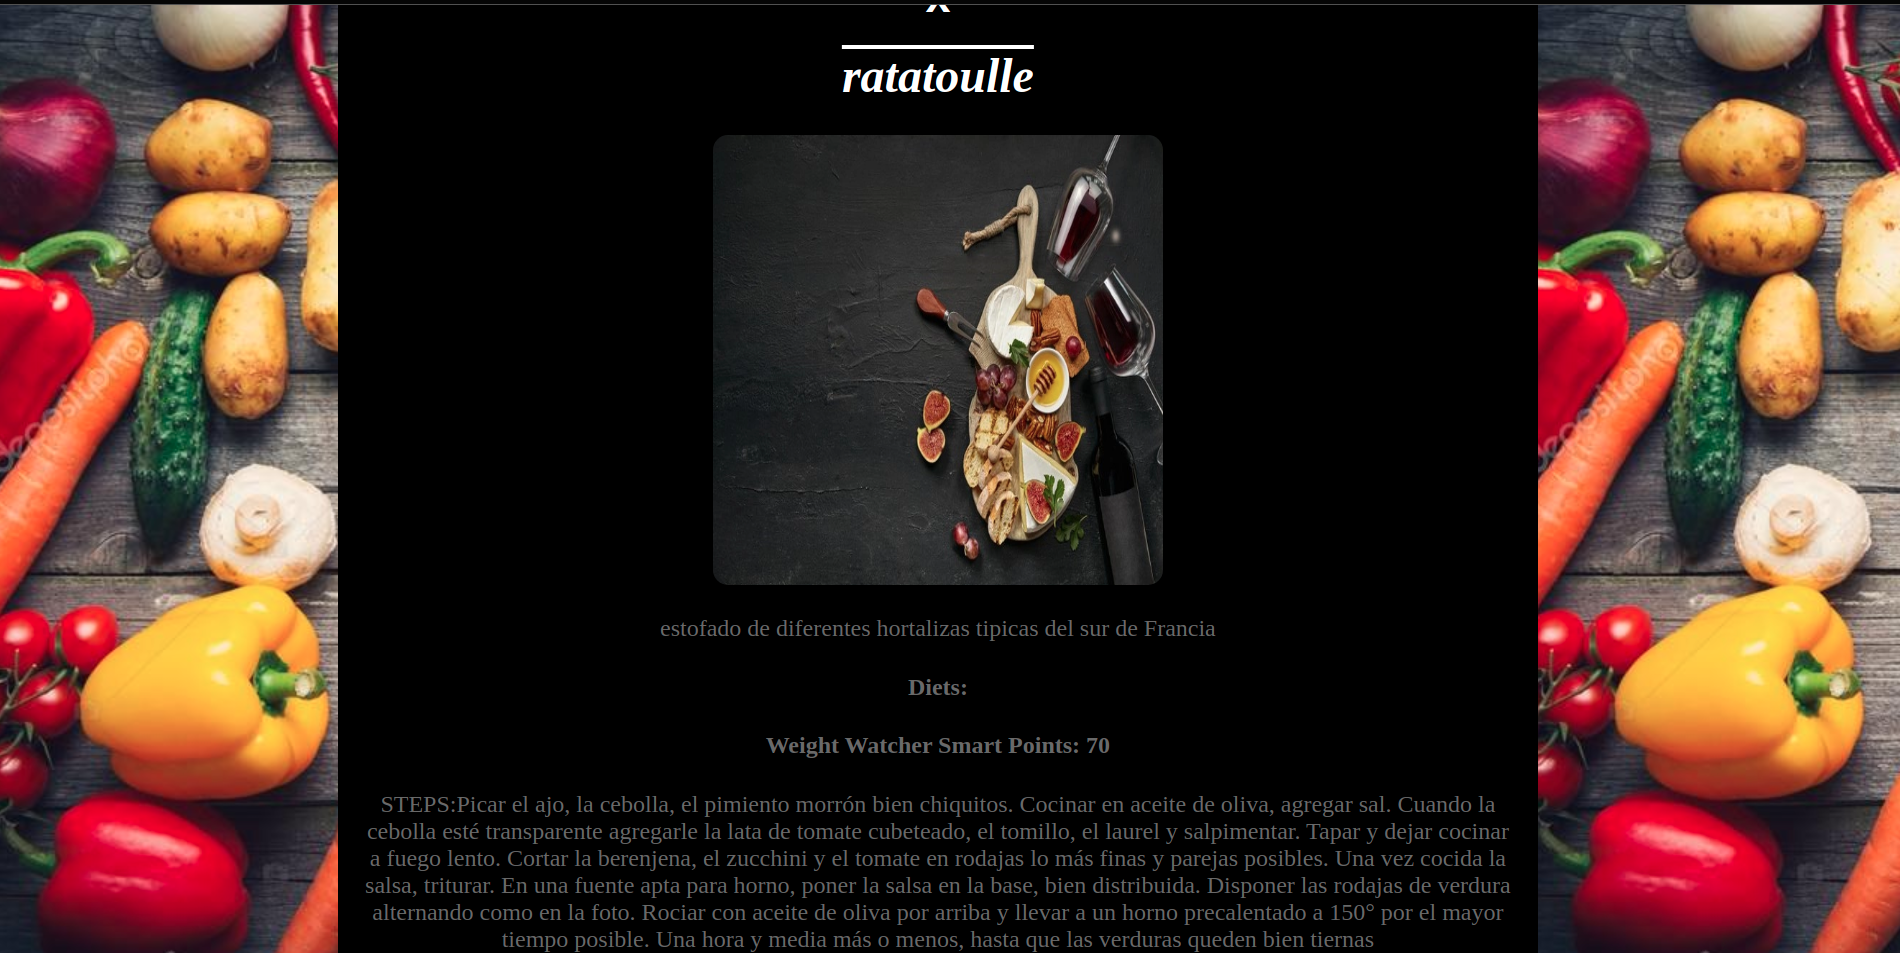 x
ratatoulle
estofado de diferentes hortalizas tipicas del sur de Francia
Diets:
Weight Watcher Smart Points: 70
STEPS:Picar el ajo, la cebolla, el pimiento morrón bien chiquitos. Cocinar en aceite de oliva, agregar sal. Cuando la
cebolla esté transparente agregarle la lata de tomate cubeteado, el tomillo, el laurel y salpimentar. Tapar y dejar cocinar
a fuego lento. Cortar la berenjena, el zucchini y el tomate en rodajas lo más finas y parejas posibles. Una vez cocida la
salsa, triturar. En una fuente apta para horno, poner la salsa en la base, bien distribuida. Disponer las rodajas de verdura
alternando como en la foto. Rociar con aceite de oliva por arriba y llevar a un horno precalentado a 150° por el mayor
tiempo posible. Una hora y media más o menos, hasta que las verduras queden bien tiernas